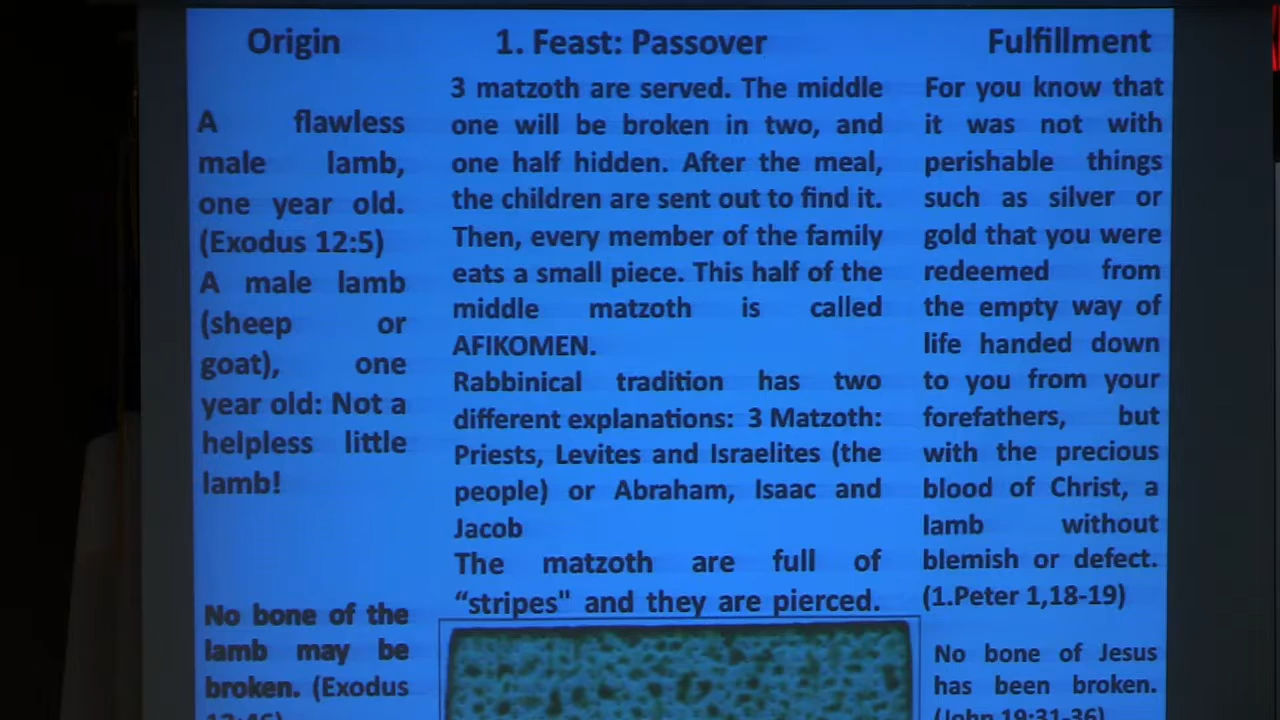 Origin
A flawless
male lamb,
one year old.
(Exodus 12:5)
A male lamb
(sheep or
goat), one
year old: Not a
helpless little
lamb!
No bone of the
lamb may be
broken. (Exodus
12:46)
1. Feast: Passover
3 matzoth are served. The middle
one will be broken in two, and
one half hidden. After the meal,
the children are sent out to find it.
Then, every member of the family
eats a small piece. This half of the
middle matzoth is called
AFIKOMEN.
Rabbinical tradition has two
different explanations: 3 Matzoth:
Priests, Levites and Israelites (the
people) or Abraham, Isaac and
Jacob
The matzoth are full of
“stripes" and they are pierced.
Fulfillment
For you know that
it was not with
perishable things
such as silver or
gold that you were
redeemed from
the empty way of
life handed down
to you from your
forefathers, but
with the precious
blood of Christ, a
lamb without
blemish or defect.
(1.Peter 1,18-19)
No bone of Jesus
has been broken.
(John 19:31-36)